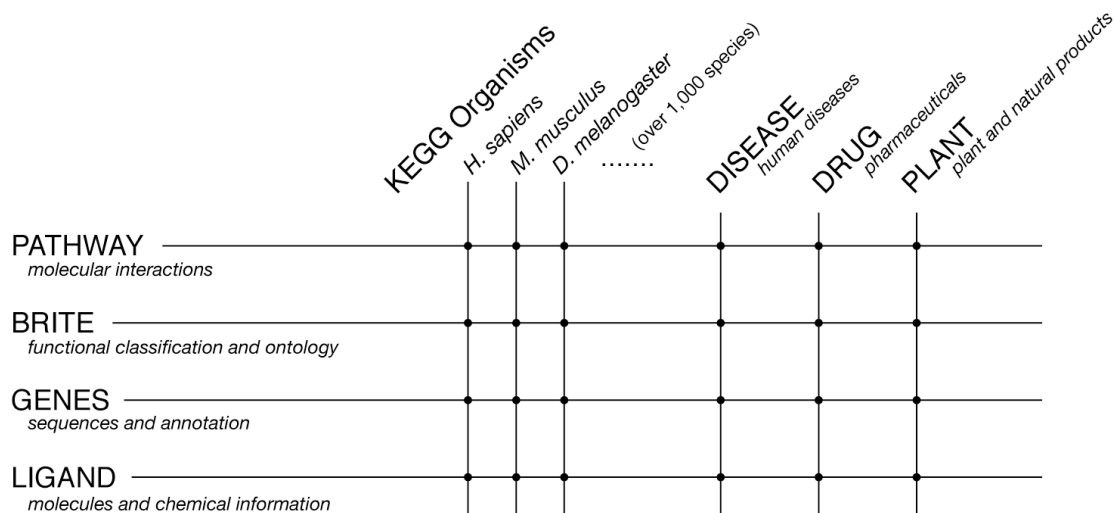 KEGG Organisms
H. sapiens
M. musculus
D. melanogaster
.......
(over 1,000 species)
DISEASE
human diseases
DRUG
pharmaceuticals
PLANT
plant and natural products
PATHWAY
molecular interactions
BRITE
functional classification and ontology
GENES
sequences and annotation
LIGAND
molecules and chemical information